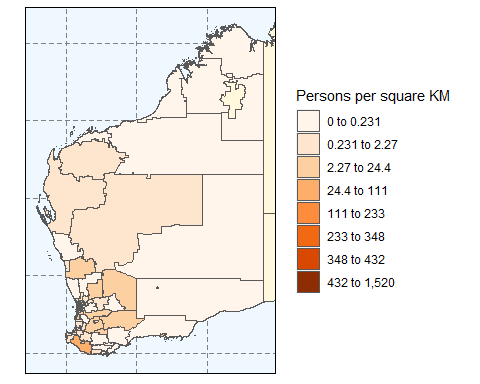 Persons per square KM
0 to 0.231
0.231 to 2.27
2.27 to 24.4
24.4 to 111
111 to 233
233 to 348
348 to 432
432 to 1,520